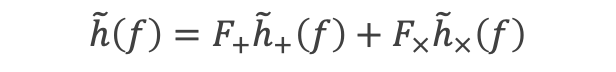 h̃(f) = F₊h̃₊(f) + F×h̃×(f)